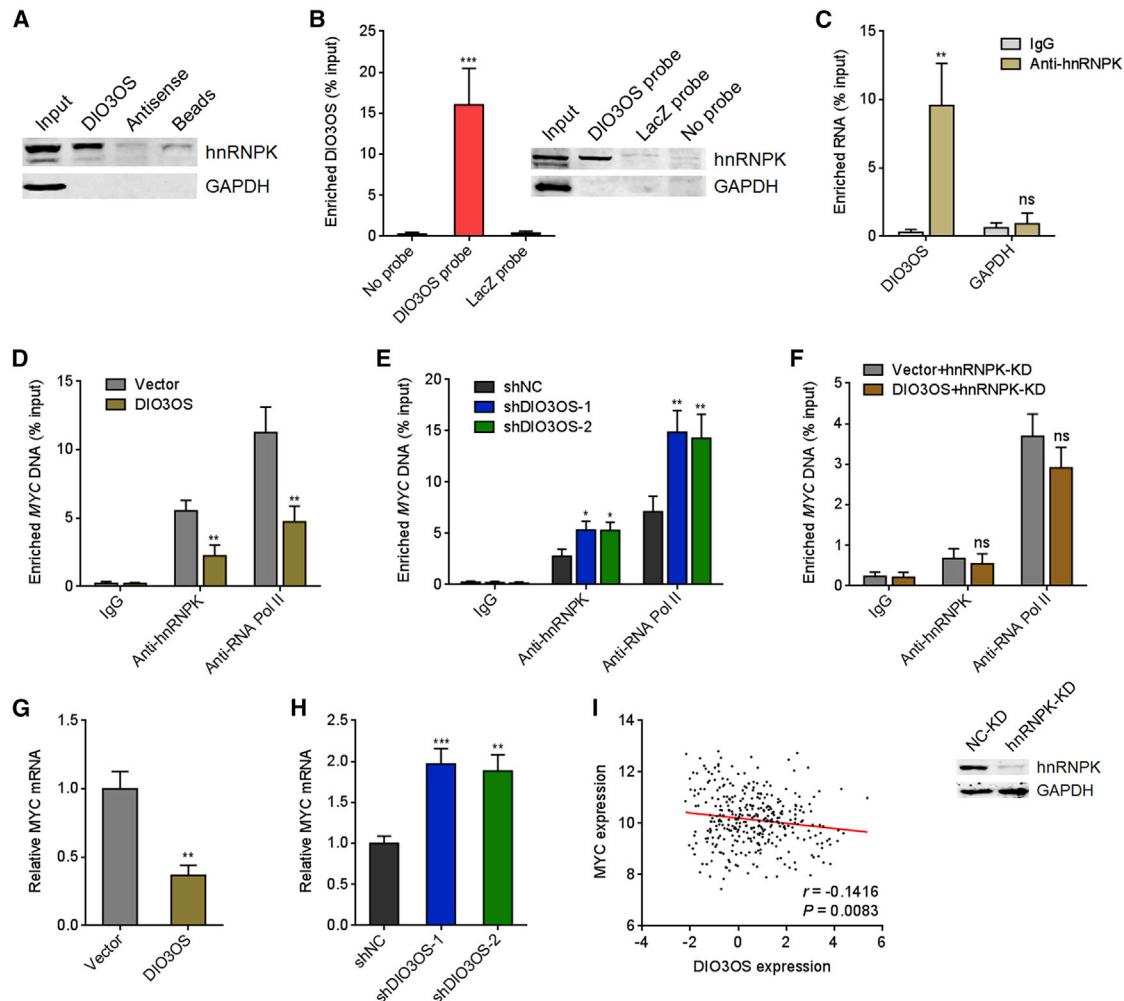 A
Input
DIO3OS
Antisense
Beads
hnRNPK
GAPDH
B
Enriched DIO3OS (% input)
25
20
15
10
5
0
***
No probe
DIO3OS probe
LacZ probe
Input
DIO3OS probe
LacZ probe
No probe
hnRNPK
GAPDH
C
Enriched RNA (% input)
15
10
5
0
IgG
Anti-hnRNPK
**
ns
DIO3OS
GAPDH
D
Enriched MYC DNA (% input)
15
10
5
0
Vector
DIO3OS
**
**
IgG
Anti-hnRNPK
Anti-RNA Pol II
E
Enriched MYC DNA (% input)
20
15
10
5
0
shNC
shDIO3OS-1
shDIO3OS-2
* *
** **
IgG
Anti-hnRNPK
Anti-RNA Pol II
F
Enriched MYC DNA (% input)
5
4
3
2
1
0
Vector+hnRNPK-KD
DIO3OS+hnRNPK-KD
ns
ns
IgG
Anti-hnRNPK
Anti-RNA Pol II
G
Relative MYC mRNA
1.5
1.0
0.5
0.0
**
Vector
DIO3OS
H
Relative MYC mRNA
2.5
2.0
1.5
1.0
0.5
0.0
***
**
shNC
shDIO3OS-1
shDIO3OS-2
I
MYC expression
14
12
10
8
6
r = -0.1416
P = 0.0083
-4 -2 0 2 4 6
DIO3OS expression
NC-KD
hnRNPK-KD
hnRNPK
GAPDH